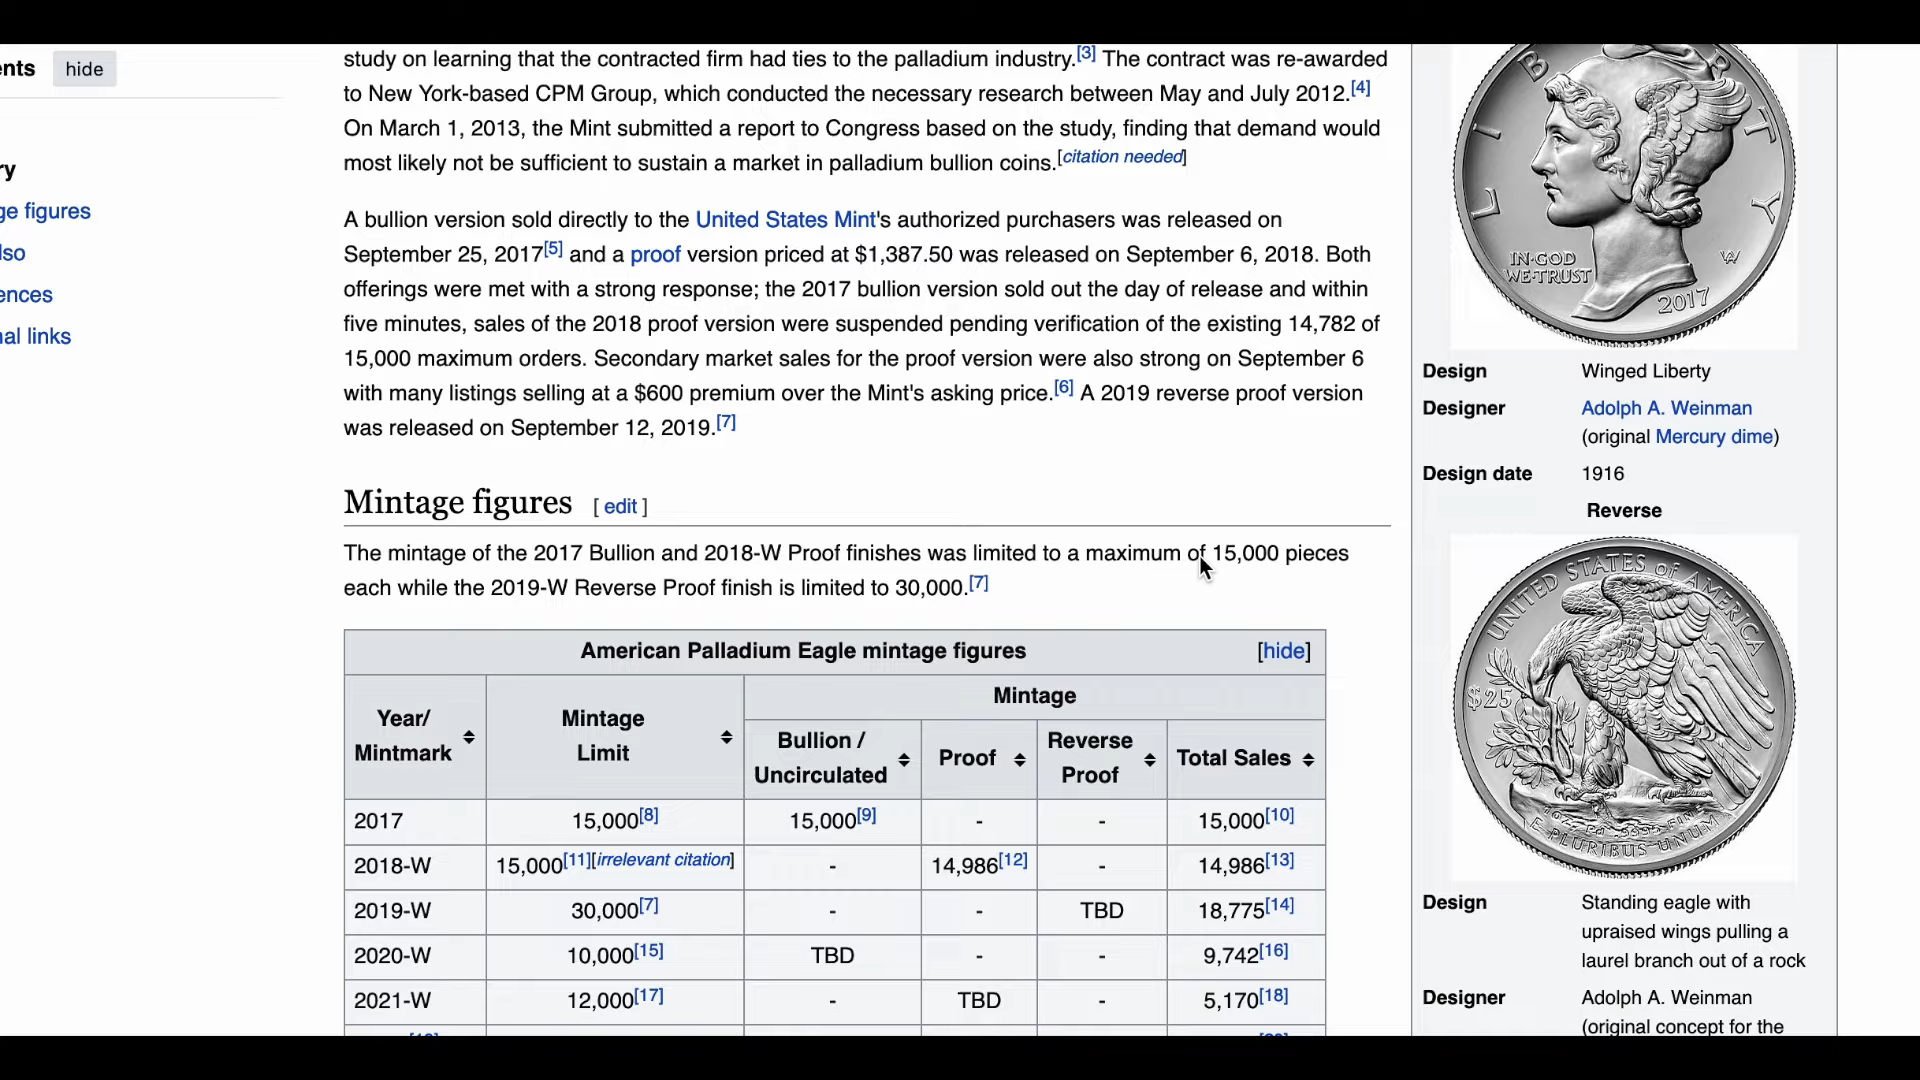 ents hide
ry
ge figures
lso
ences
nal links
study on learning that the contracted firm had ties to the palladium industry.[3] The contract was re-awarded
to New York-based CPM Group, which conducted the necessary research between May and July 2012.[4]
On March 1, 2013, the Mint submitted a report to Congress based on the study, finding that demand would
most likely not be sufficient to sustain a market in palladium bullion coins.[citation needed]
A bullion version sold directly to the United States Mint's authorized purchasers was released on
September 25, 2017[5] and a proof version priced at $1,387.50 was released on September 6, 2018. Both
offerings were met with a strong response; the 2017 bullion version sold out the day of release and within
five minutes, sales of the 2018 proof version were suspended pending verification of the existing 14,782 of
15,000 maximum orders. Secondary market sales for the proof version were also strong on September 6
with many listings selling at a $600 premium over the Mint's asking price.[6] A 2019 reverse proof version
was released on September 12, 2019.[7]
Mintage figures [ edit ]
The mintage of the 2017 Bullion and 2018-W Proof finishes was limited to a maximum of 15,000 pieces
each while the 2019-W Reverse Proof finish is limited to 30,000.[7]
American Palladium Eagle mintage figures [hide]
Year/
Mintmark
Mintage
Limit
Mintage
Bullion /
Uncirculated
Proof
Reverse
Proof
Total Sales
2017 15,000[8] 15,000[9] - - 15,000[10]
2018-W 15,000[11][irrelevant citation] - 14,986[12] - 14,986[13]
2019-W 30,000[7] - - TBD 18,775[14]
2020-W 10,000[15] TBD - - 9,742[16]
2021-W 12,000[17] - TBD - 5,170[18]
LIBERTY
IN·GOD
WE·TRUST
2017
Design Winged Liberty
Designer Adolph A. Weinman
(original Mercury dime)
Design date 1916
Reverse
UNITED STATES of AMERICA
$25
1 OZ. Pd .9995 FINE
E PLURIBUS UNUM
Design Standing eagle with
upraised wings pulling a
laurel branch out of a rock
Designer Adolph A. Weinman
(original concept for the